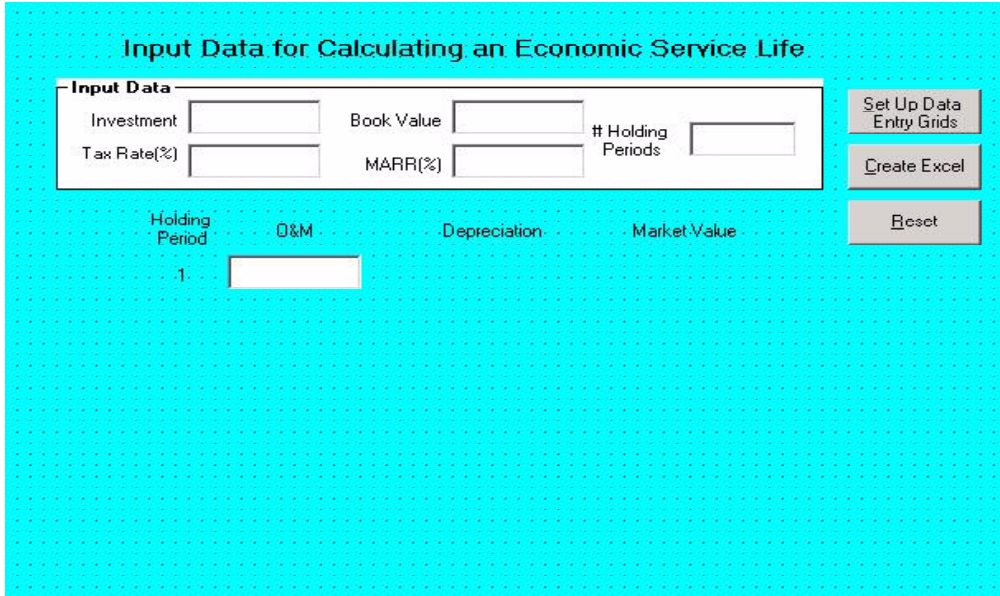 Input Data for Calculating an Economic Service Life
Input Data
Investment
Book Value
# Holding
Periods
Tax Rate(%)
MARR(%)
Set Up Data
Entry Grids
Create Excel
Reset
Holding
Period
O&M
Depreciation
Market Value
1